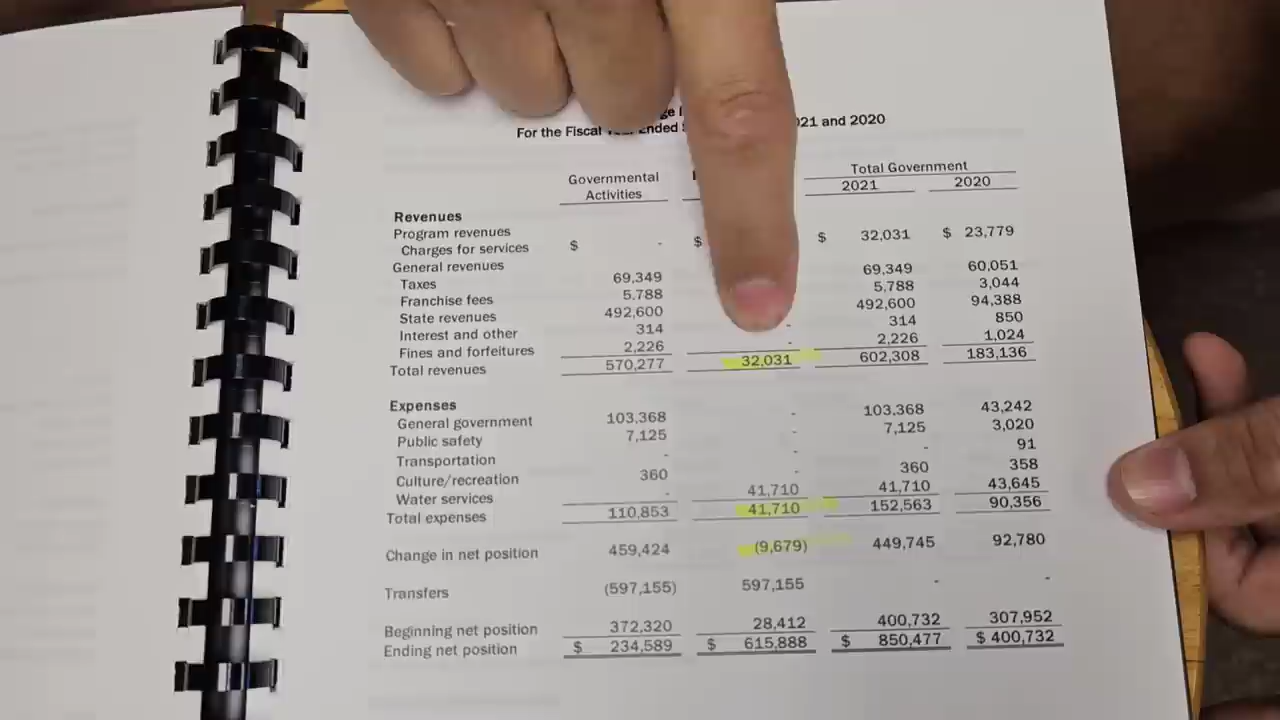 For the Fiscal Year Ended 21 and 2020
Governmental Activities Total Government
2021 2020
Revenues
Program revenues
Charges for services $ - $ $ 32,031 $ 23,779
General revenues
Taxes 69,349 69,349 60,051
Franchise fees 5,788 5,788 3,044
State revenues 492,600 492,600 94,388
Interest and other 314 - 314 850
Fines and forfeitures 2,226 - 2,226 1,024
Total revenues 570,277 32,031 602,308 183,136
Expenses
General government 103,368 - 103,368 43,242
Public safety 7,125 - 7,125 3,020
Transportation - - - 91
Culture/recreation 360 - 360 358
Water services - 41,710 41,710 43,645
Total expenses 110,853 41,710 152,563 90,356
Change in net position 459,424 (9,679) 449,745 92,780
Transfers (597,155) 597,155 - -
Beginning net position 372,320 28,412 400,732 307,952
Ending net position $ 234,589 $ 615,888 $ 850,477 $ 400,732